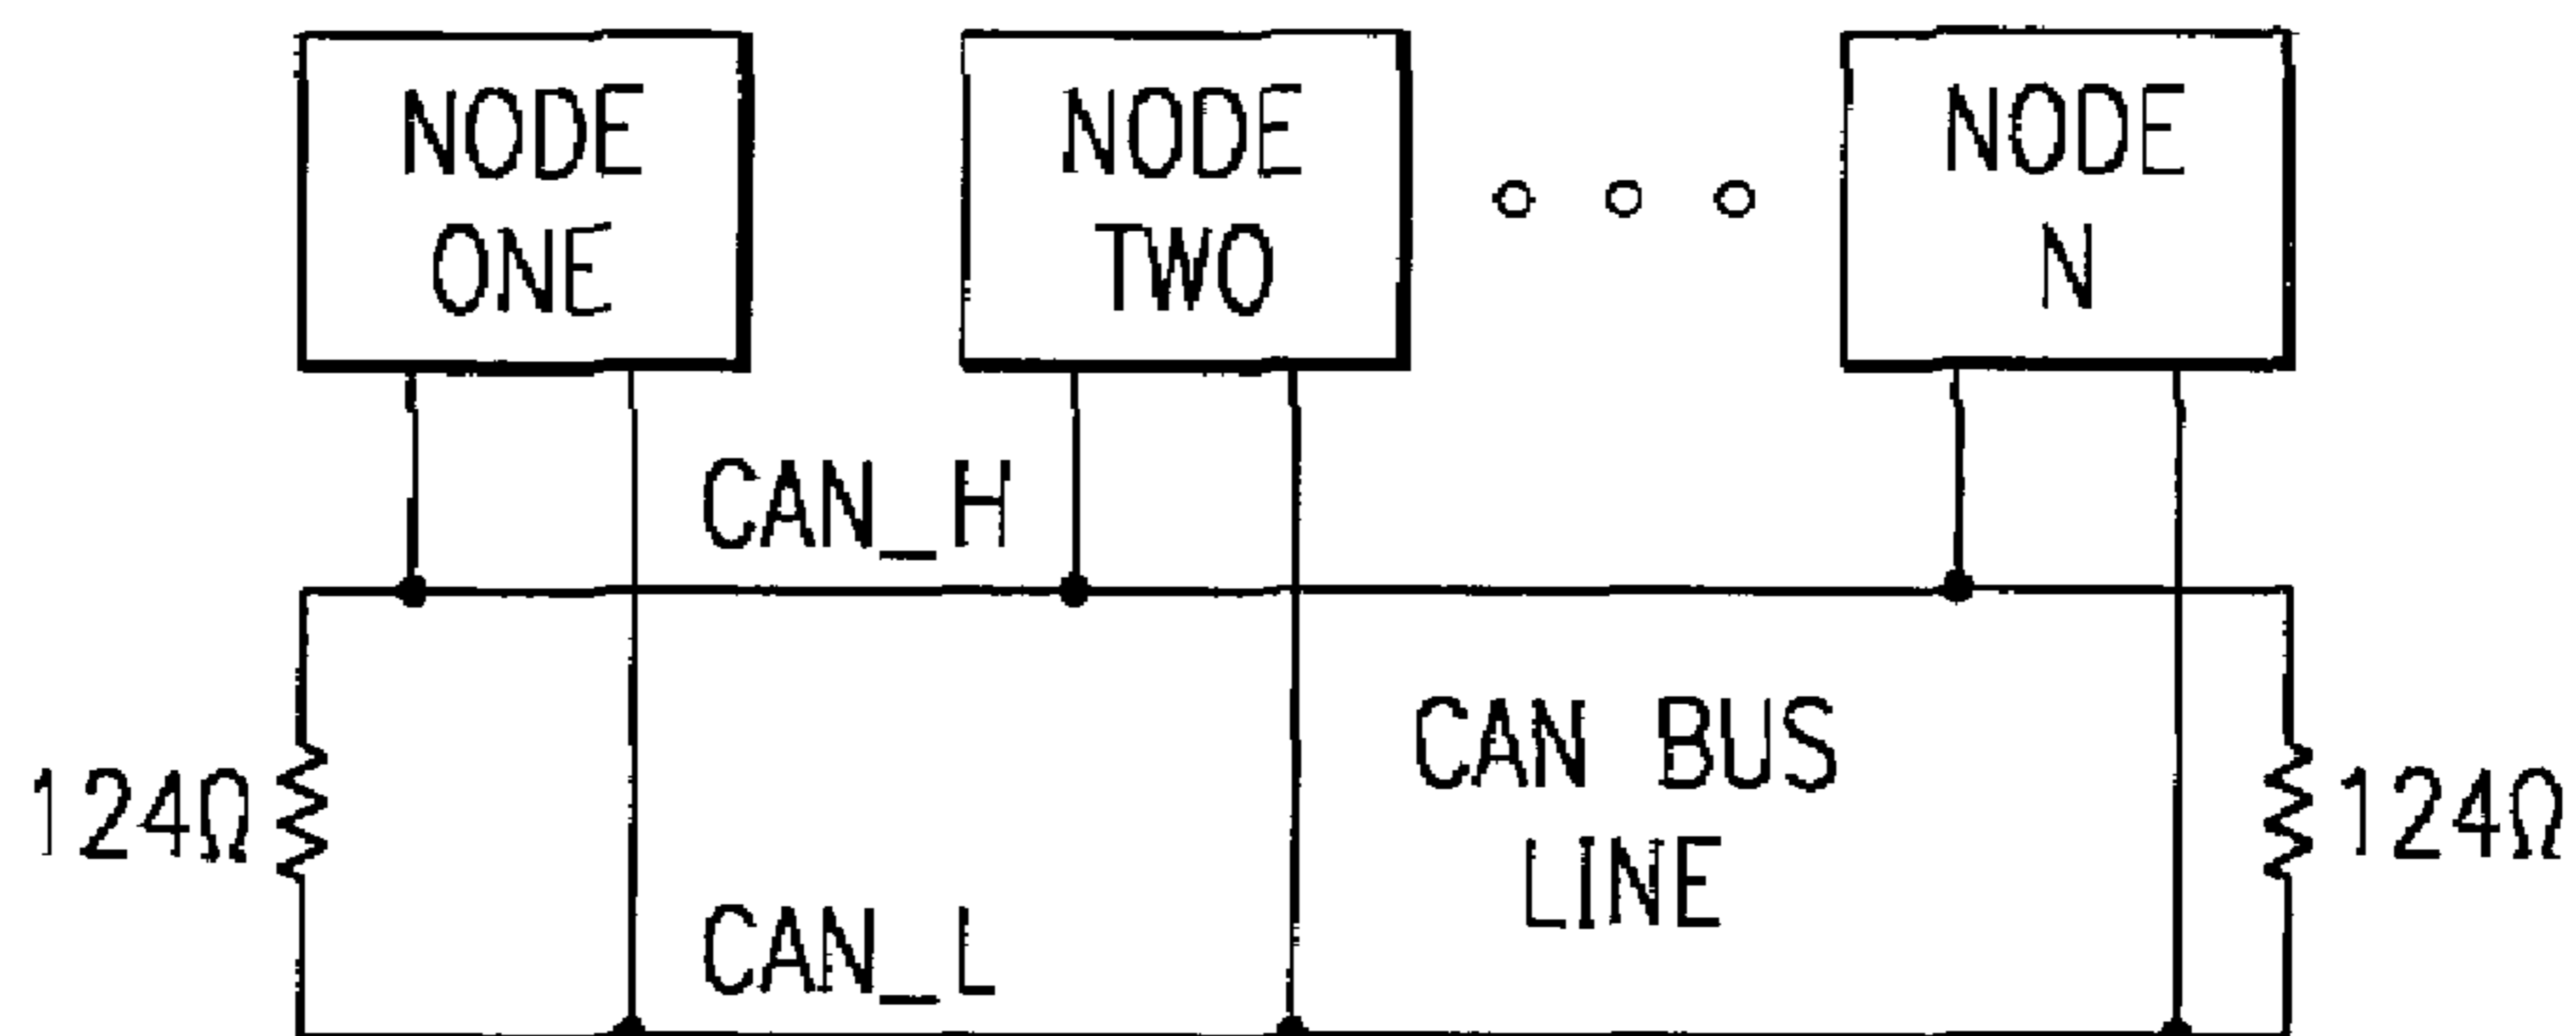 NODE
ONE
NODE
TWO
NODE
N
CAN_H
CAN BUS
LINE
124Ω
124Ω
CAN_L